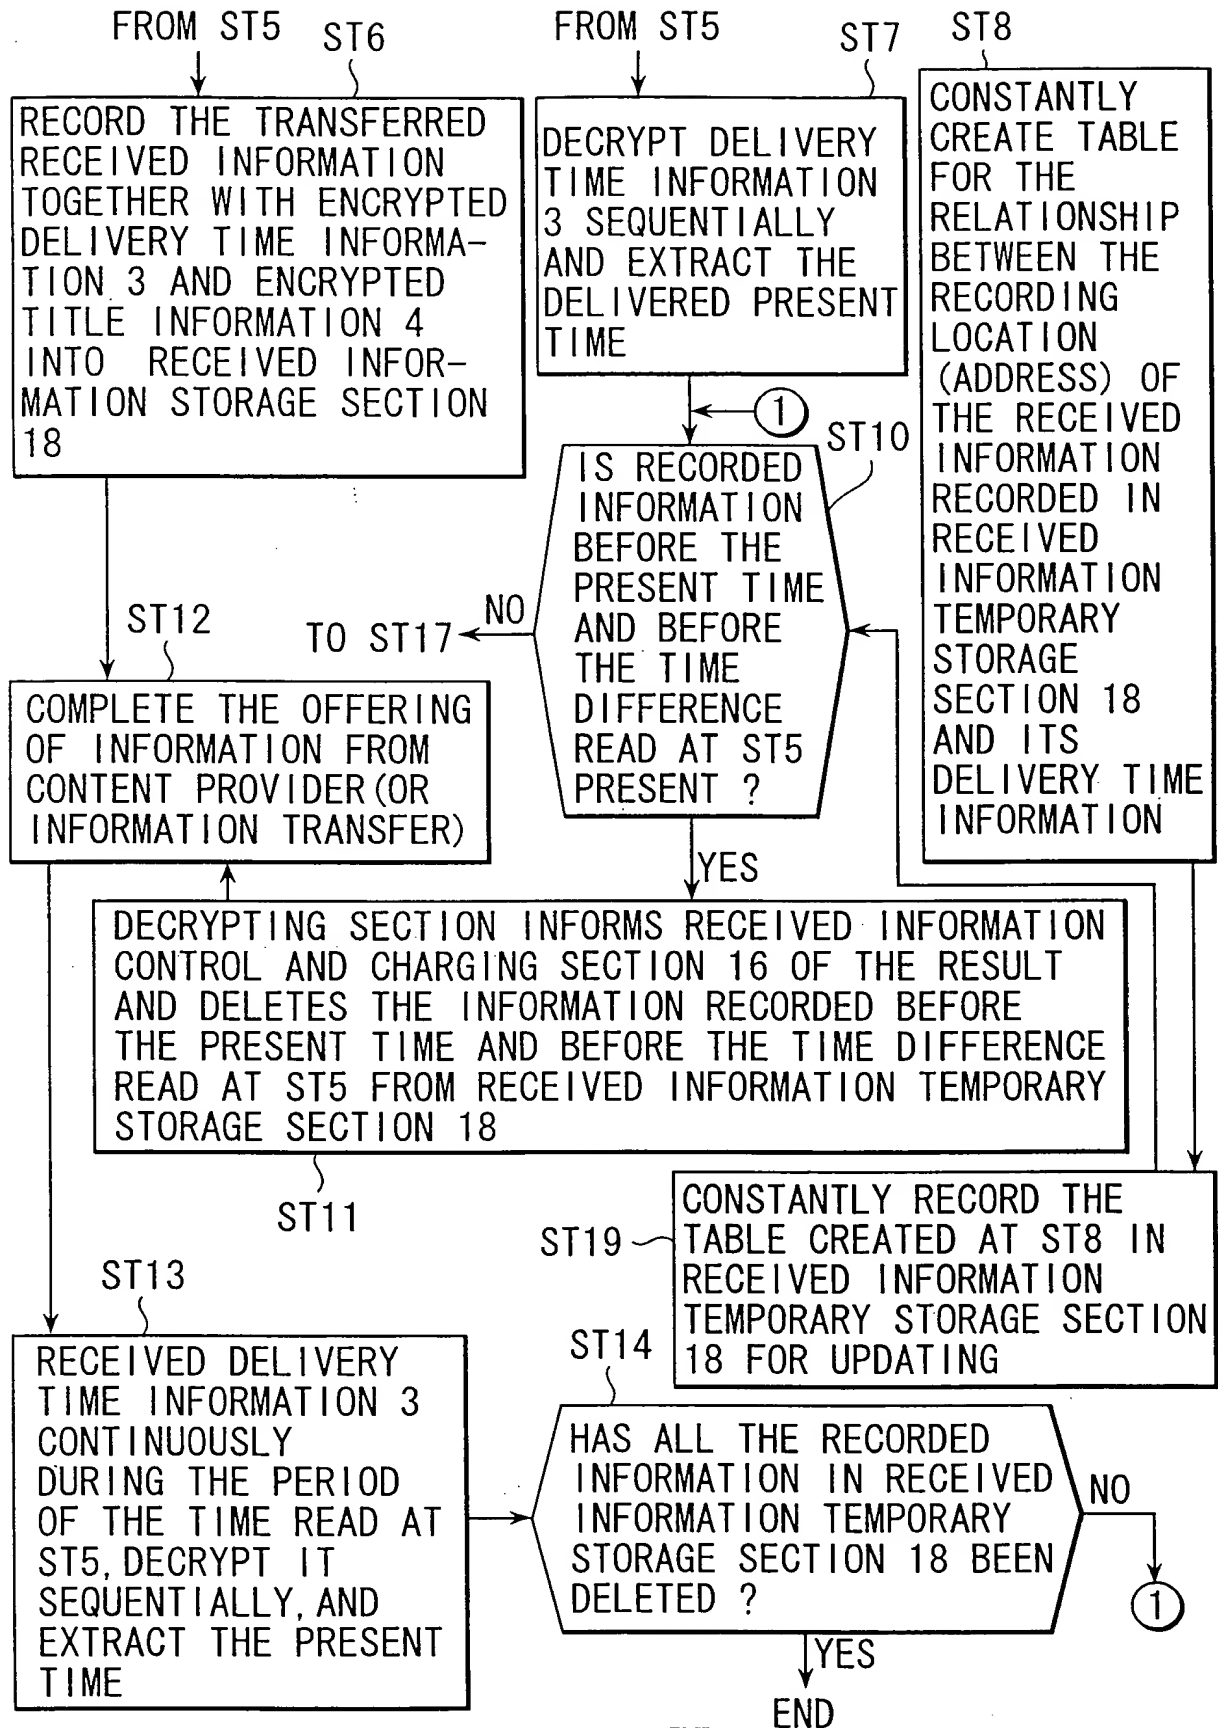 FROM ST5
ST6
RECORD THE TRANSFERRED
RECEIVED INFORMATION
TOGETHER WITH ENCRYPTED
DELIVERY TIME INFORMA-
TION 3 AND ENCRYPTED
TITLE INFORMATION 4
INTO RECEIVED INFOR-
MATION STORAGE SECTION
18
FROM ST5
ST7
DECRYPT DELIVERY
TIME INFORMATION
3 SEQUENTIALLY
AND EXTRACT THE
DELIVERED PRESENT
TIME
ST8
CONSTANTLY
CREATE TABLE
FOR THE
RELATIONSHIP
BETWEEN THE
RECORDING
LOCATION
(ADDRESS) OF
THE RECEIVED
INFORMATION
RECORDED IN
RECEIVED
INFORMATION
TEMPORARY
STORAGE
SECTION 18
AND ITS
DELIVERY TIME
INFORMATION
1
ST10
IS RECORDED
INFORMATION
BEFORE THE
PRESENT TIME
AND BEFORE
THE TIME
DIFFERENCE
READ AT ST5
PRESENT ?
NO
TO ST17
YES
ST12
COMPLETE THE OFFERING
OF INFORMATION FROM
CONTENT PROVIDER(OR
INFORMATION TRANSFER)
DECRYPTING SECTION INFORMS RECEIVED INFORMATION
CONTROL AND CHARGING SECTION 16 OF THE RESULT
AND DELETES THE INFORMATION RECORDED BEFORE
THE PRESENT TIME AND BEFORE THE TIME DIFFERENCE
READ AT ST5 FROM RECEIVED INFORMATION TEMPORARY
STORAGE SECTION 18
ST11
ST19
CONSTANTLY RECORD THE
TABLE CREATED AT ST8 IN
RECEIVED INFORMATION
TEMPORARY STORAGE SECTION
18 FOR UPDATING
ST13
RECEIVED DELIVERY
TIME INFORMATION 3
CONTINUOUSLY
DURING THE PERIOD
OF THE TIME READ AT
ST5, DECRYPT IT
SEQUENTIALLY, AND
EXTRACT THE PRESENT
TIME
ST14
HAS ALL THE RECORDED
INFORMATION IN RECEIVED
INFORMATION TEMPORARY
STORAGE SECTION 18 BEEN
DELETED ?
NO
1
YES
END